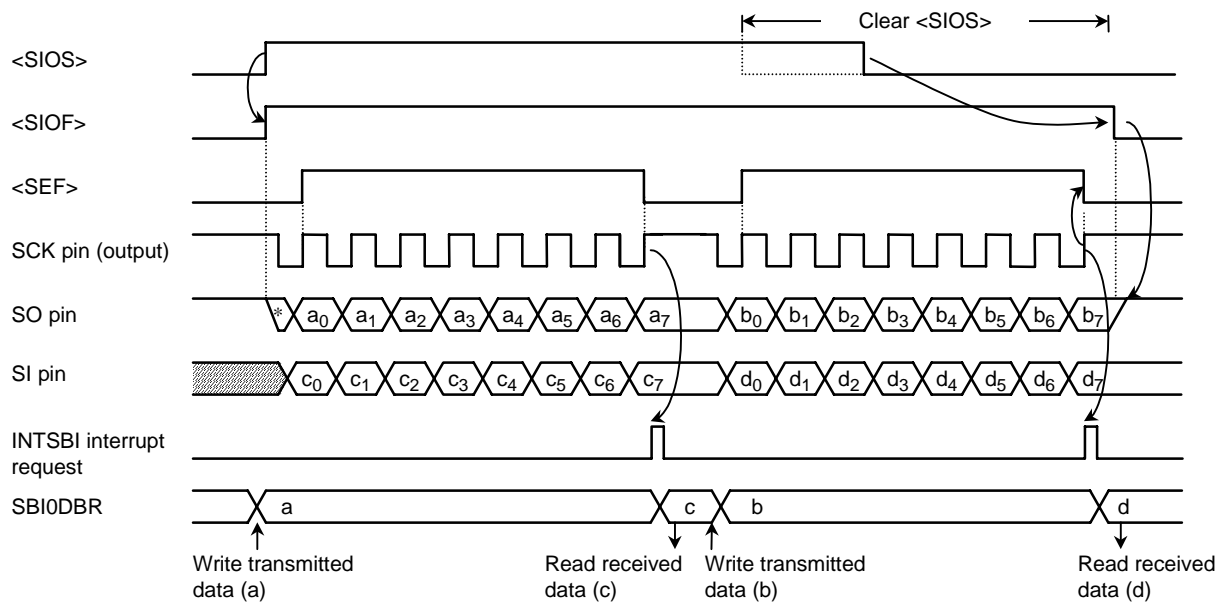 Clear <SIOS>
<SIOS>
<SIOF>
<SEF>
SCK pin (output)
SO pin
* a0 a1 a2 a3 a4 a5 a6 a7 b0 b1 b2 b3 b4 b5 b6 b7
SI pin
c0 c1 c2 c3 c4 c5 c6 c7 d0 d1 d2 d3 d4 d5 d6 d7
INTSBI interrupt
request
SBI0DBR
a c b d
Write transmitted
data (a)
Read received
data (c)
Write transmitted
data (b)
Read received
data (d)